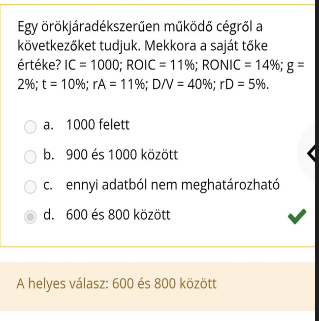 Egy örökjáradékszerűen működő cégről a
következőket tudjuk. Mekkora a saját tőke
értéke? IC = 1000; ROIC = 11%; RONIC = 14%; g =
2%; t = 10%; rA = 11%; D/V = 40%; rD = 5%.
a. 1000 felett
b. 900 és 1000 között
c. ennyi adatból nem meghatározható
d. 600 és 800 között
A helyes válasz: 600 és 800 között